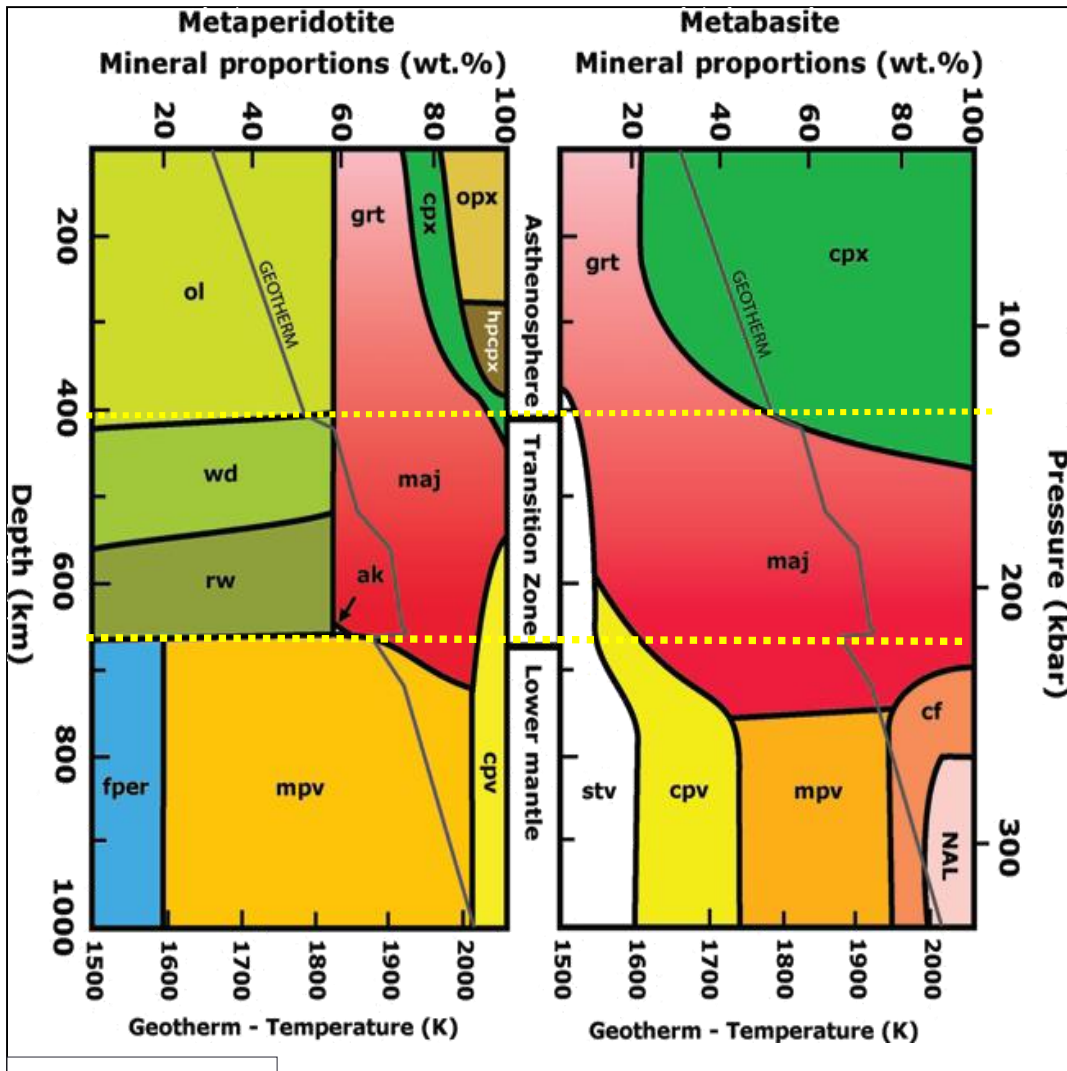 Metaperidotite
Mineral proportions (wt.%)
20 40 60 80 100
Metabasite
Mineral proportions (wt.%)
20 40 60 80 100
200
400
600
800
1000
Depth (km)
ol
GEOTHERM
grt
cpx
opx
hpcpx
wd
rw
maj
ak
fper
mpv
cpv
Asthenosphere
Transition Zone
Lower mantle
grt
GEOTHERM
cpx
maj
cf
stv
cpv
mpv
NAL
100
200
300
Pressure (kbar)
1500 1600 1700 1800 1900 2000
Geotherm - Temperature (K)
1500 1600 1700 1800 1900 2000
Geotherm - Temperature (K)